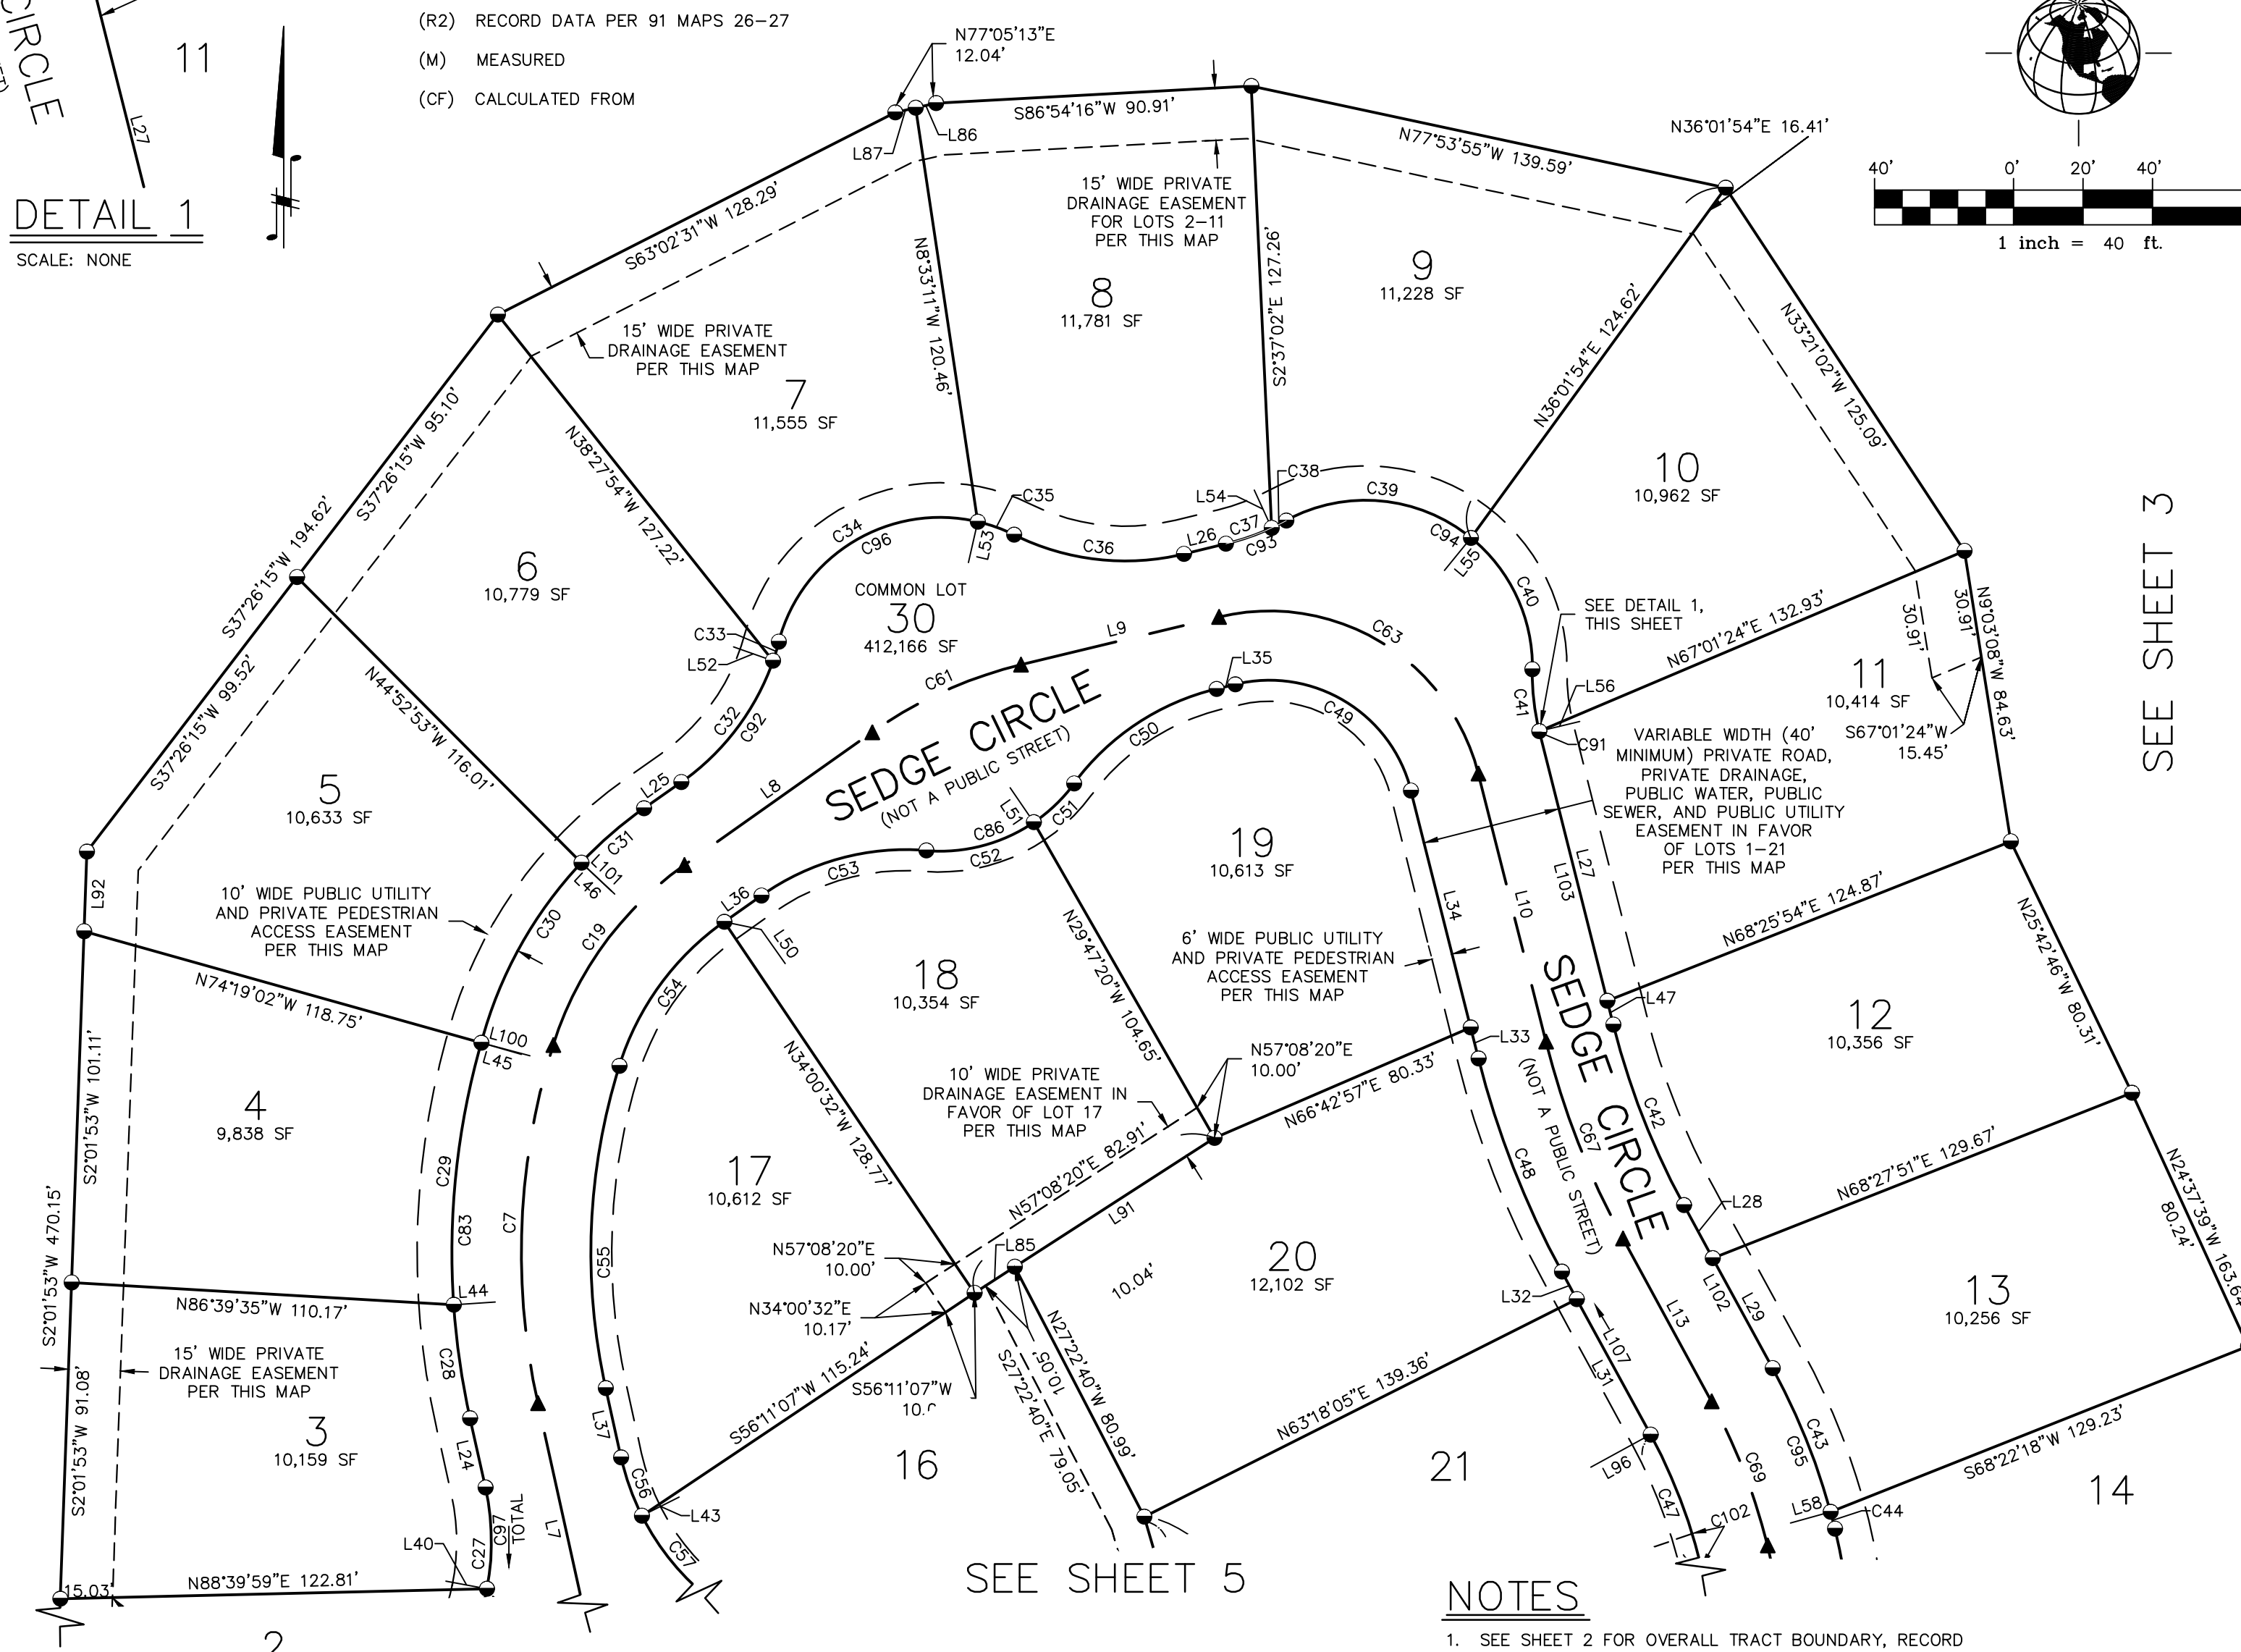 CIRCLE
11
L27
DETAIL 1
SCALE: NONE
(R2) RECORD DATA PER 91 MAPS 26-27
(M) MEASURED
(CF) CALCULATED FROM
N77°05'13"E
12.04'
L86
L87
S86°54'16"W 90.91'
N77°53'55"W 139.59'
N36°01'54"E 16.41'
40' 0' 20' 40'
1 inch = 40 ft.
S63°02'31"W 128.29'
15' WIDE PRIVATE
DRAINAGE EASEMENT
FOR LOTS 2-11
PER THIS MAP
N8°33'11"W 120.46'
8
11,781 SF
S2°37'02"E 127.26'
9
11,228 SF
N36°01'54"E 124.62'
N33°21'02"W 125.09'
15' WIDE PRIVATE
DRAINAGE EASEMENT
PER THIS MAP
7
11,555 SF
S37°26'15"W 95.10'
S37°26'15"W 194.62'
N38°27'54"W 127.22'
10
10,962 SF
C38
L54
C39
C35
C34
C96
L53
C36
L26
C37
C93
C94
L55
C40
SEE SHEET 3
6
10,779 SF
COMMON LOT
30
412,166 SF
C33
L52
SEE DETAIL 1,
THIS SHEET
N67°01'24"E 132.93'
30.91'
30.91'
N9°03'08"W 84.63'
L9
C63
C61
L35
11
10,414 SF
S67°01'24"W
15.45'
L56
C41
C91
S37°26'15"W 99.52'
N44°52'53"W 116.01'
C32
C92
SEDGE CIRCLE
(NOT A PUBLIC STREET)
C50
C49
VARIABLE WIDTH (40'
MINIMUM) PRIVATE ROAD,
PRIVATE DRAINAGE,
PUBLIC WATER, PUBLIC
SEWER, AND PUBLIC UTILITY
EASEMENT IN FAVOR
OF LOTS 1-21
PER THIS MAP
5
10,633 SF
L25
L8
C31
L51
C51
C86
C52
C53
19
10,613 SF
L27
L103
L92
L101
L46
L36
10' WIDE PUBLIC UTILITY
AND PRIVATE PEDESTRIAN
ACCESS EASEMENT
PER THIS MAP
C30
C19
L50
N29°47'20"W 104.65'
L34
L10
N68°25'54"E 124.87'
6' WIDE PUBLIC UTILITY
AND PRIVATE PEDESTRIAN
ACCESS EASEMENT
PER THIS MAP
18
10,354 SF
C54
N74°19'02"W 118.75'
L100
L45
L47
N25°42'46"W 80.31'
SEDGE CIRCLE
(NOT A PUBLIC STREET)
12
10,356 SF
S2°01'53"W 101.11'
4
9,838 SF
N34°00'32"W 128.77'
10' WIDE PRIVATE
DRAINAGE EASEMENT IN
FAVOR OF LOT 17
PER THIS MAP
N57°08'20"E
10.00'
L33
N66°42'57"E 80.33'
C42
C67
N68°27'51"E 129.67'
C29
C83
C7
17
10,612 SF
N57°08'20"E 82.91'
L91
C48
L28
N24°37'39"W 163.64
80.24'
S2°01'53"W 470.15'
C55
N57°08'20"E
10.00'
L85
20
12,102 SF
10.04'
N34°00'32"E
10.17'
L32
L102
L29
L13
13
10,256 SF
L44
N86°39'35"W 110.17'
L107
L31
15' WIDE PRIVATE
DRAINAGE EASEMENT
PER THIS MAP
C28
S56°11'07"W 115.24'
S56°11'07"W
10.05'
S27°22'40"E 79.05'
N27°22'40"W 80.99'
N63°18'05"E 139.36'
S2°01'53"W 91.08'
3
10,159 SF
L24
L37
C56
16
21
L96
C47
C69
C43
C95
S68°22'18"W 129.23'
14
L58
C44
C102
L43
C97
TOTAL
L7
C27
L40
C57
15.03'
N88°39'59"E 122.81'
2
SEE SHEET 5
NOTES
1. SEE SHEET 2 FOR OVERALL TRACT BOUNDARY, RECORD